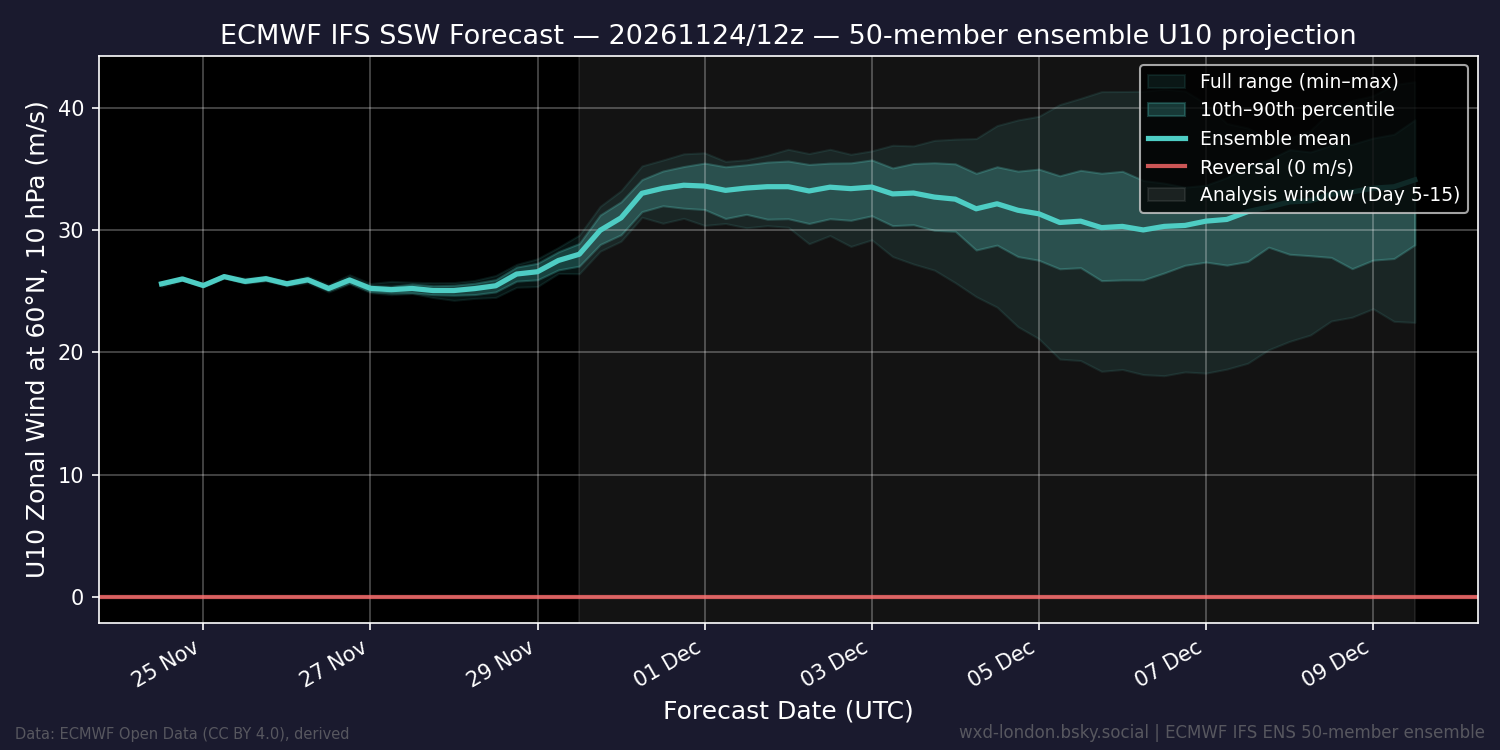 ECMWF IFS SSW Forecast — 20261124/12z — 50-member ensemble U10 projection
Full range (min–max)
10th–90th percentile
Ensemble mean
Reversal (0 m/s)
Analysis window (Day 5-15)
U10 Zonal Wind at 60°N, 10 hPa (m/s)
40
30
20
10
0
25 Nov
27 Nov
29 Nov
01 Dec
03 Dec
05 Dec
07 Dec
09 Dec
Forecast Date (UTC)
Data: ECMWF Open Data (CC BY 4.0), derived
wxd-london.bsky.social | ECMWF IFS ENS 50-member ensemble